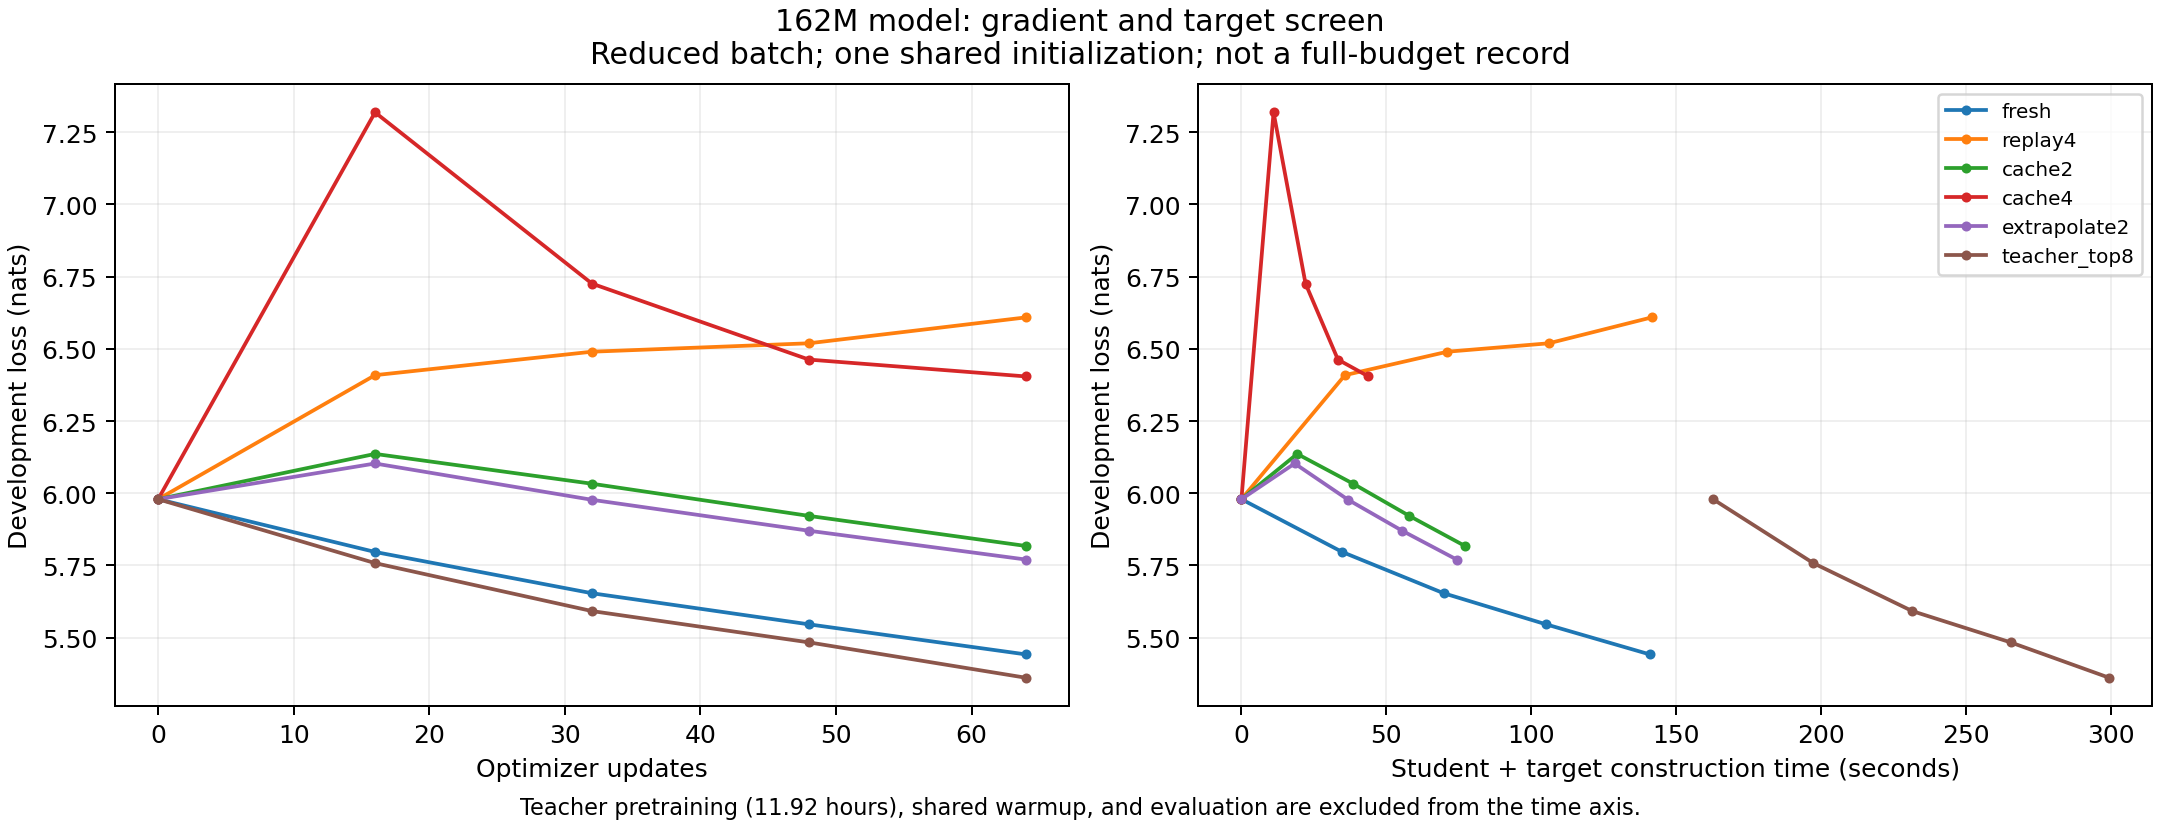 162M model: gradient and target screen
Reduced batch; one shared initialization; not a full-budget record
Development loss (nats)
7.25
7.00
6.75
6.50
6.25
6.00
5.75
5.50
0
10
20
30
40
50
60
Optimizer updates
Development loss (nats)
7.25
7.00
6.75
6.50
6.25
6.00
5.75
5.50
fresh
replay4
cache2
cache4
extrapolate2
teacher_top8
0
50
100
150
200
250
300
Student + target construction time (seconds)
Teacher pretraining (11.92 hours), shared warmup, and evaluation are excluded from the time axis.